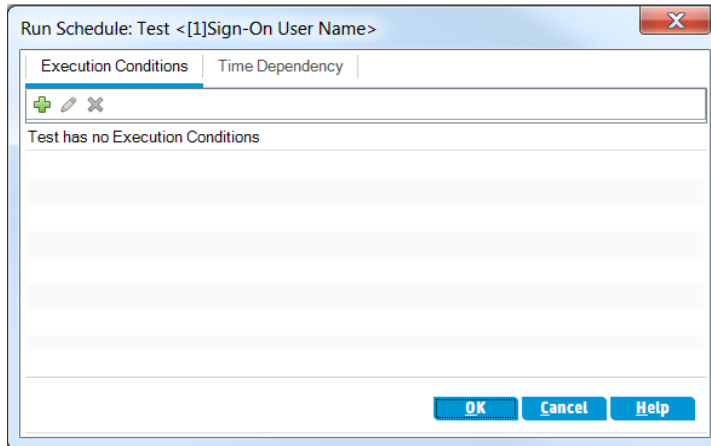 Run Schedule: Test <[1]Sign-On User Name>
Execution Conditions Time Dependency
Test has no Execution Conditions
OK Cancel Help